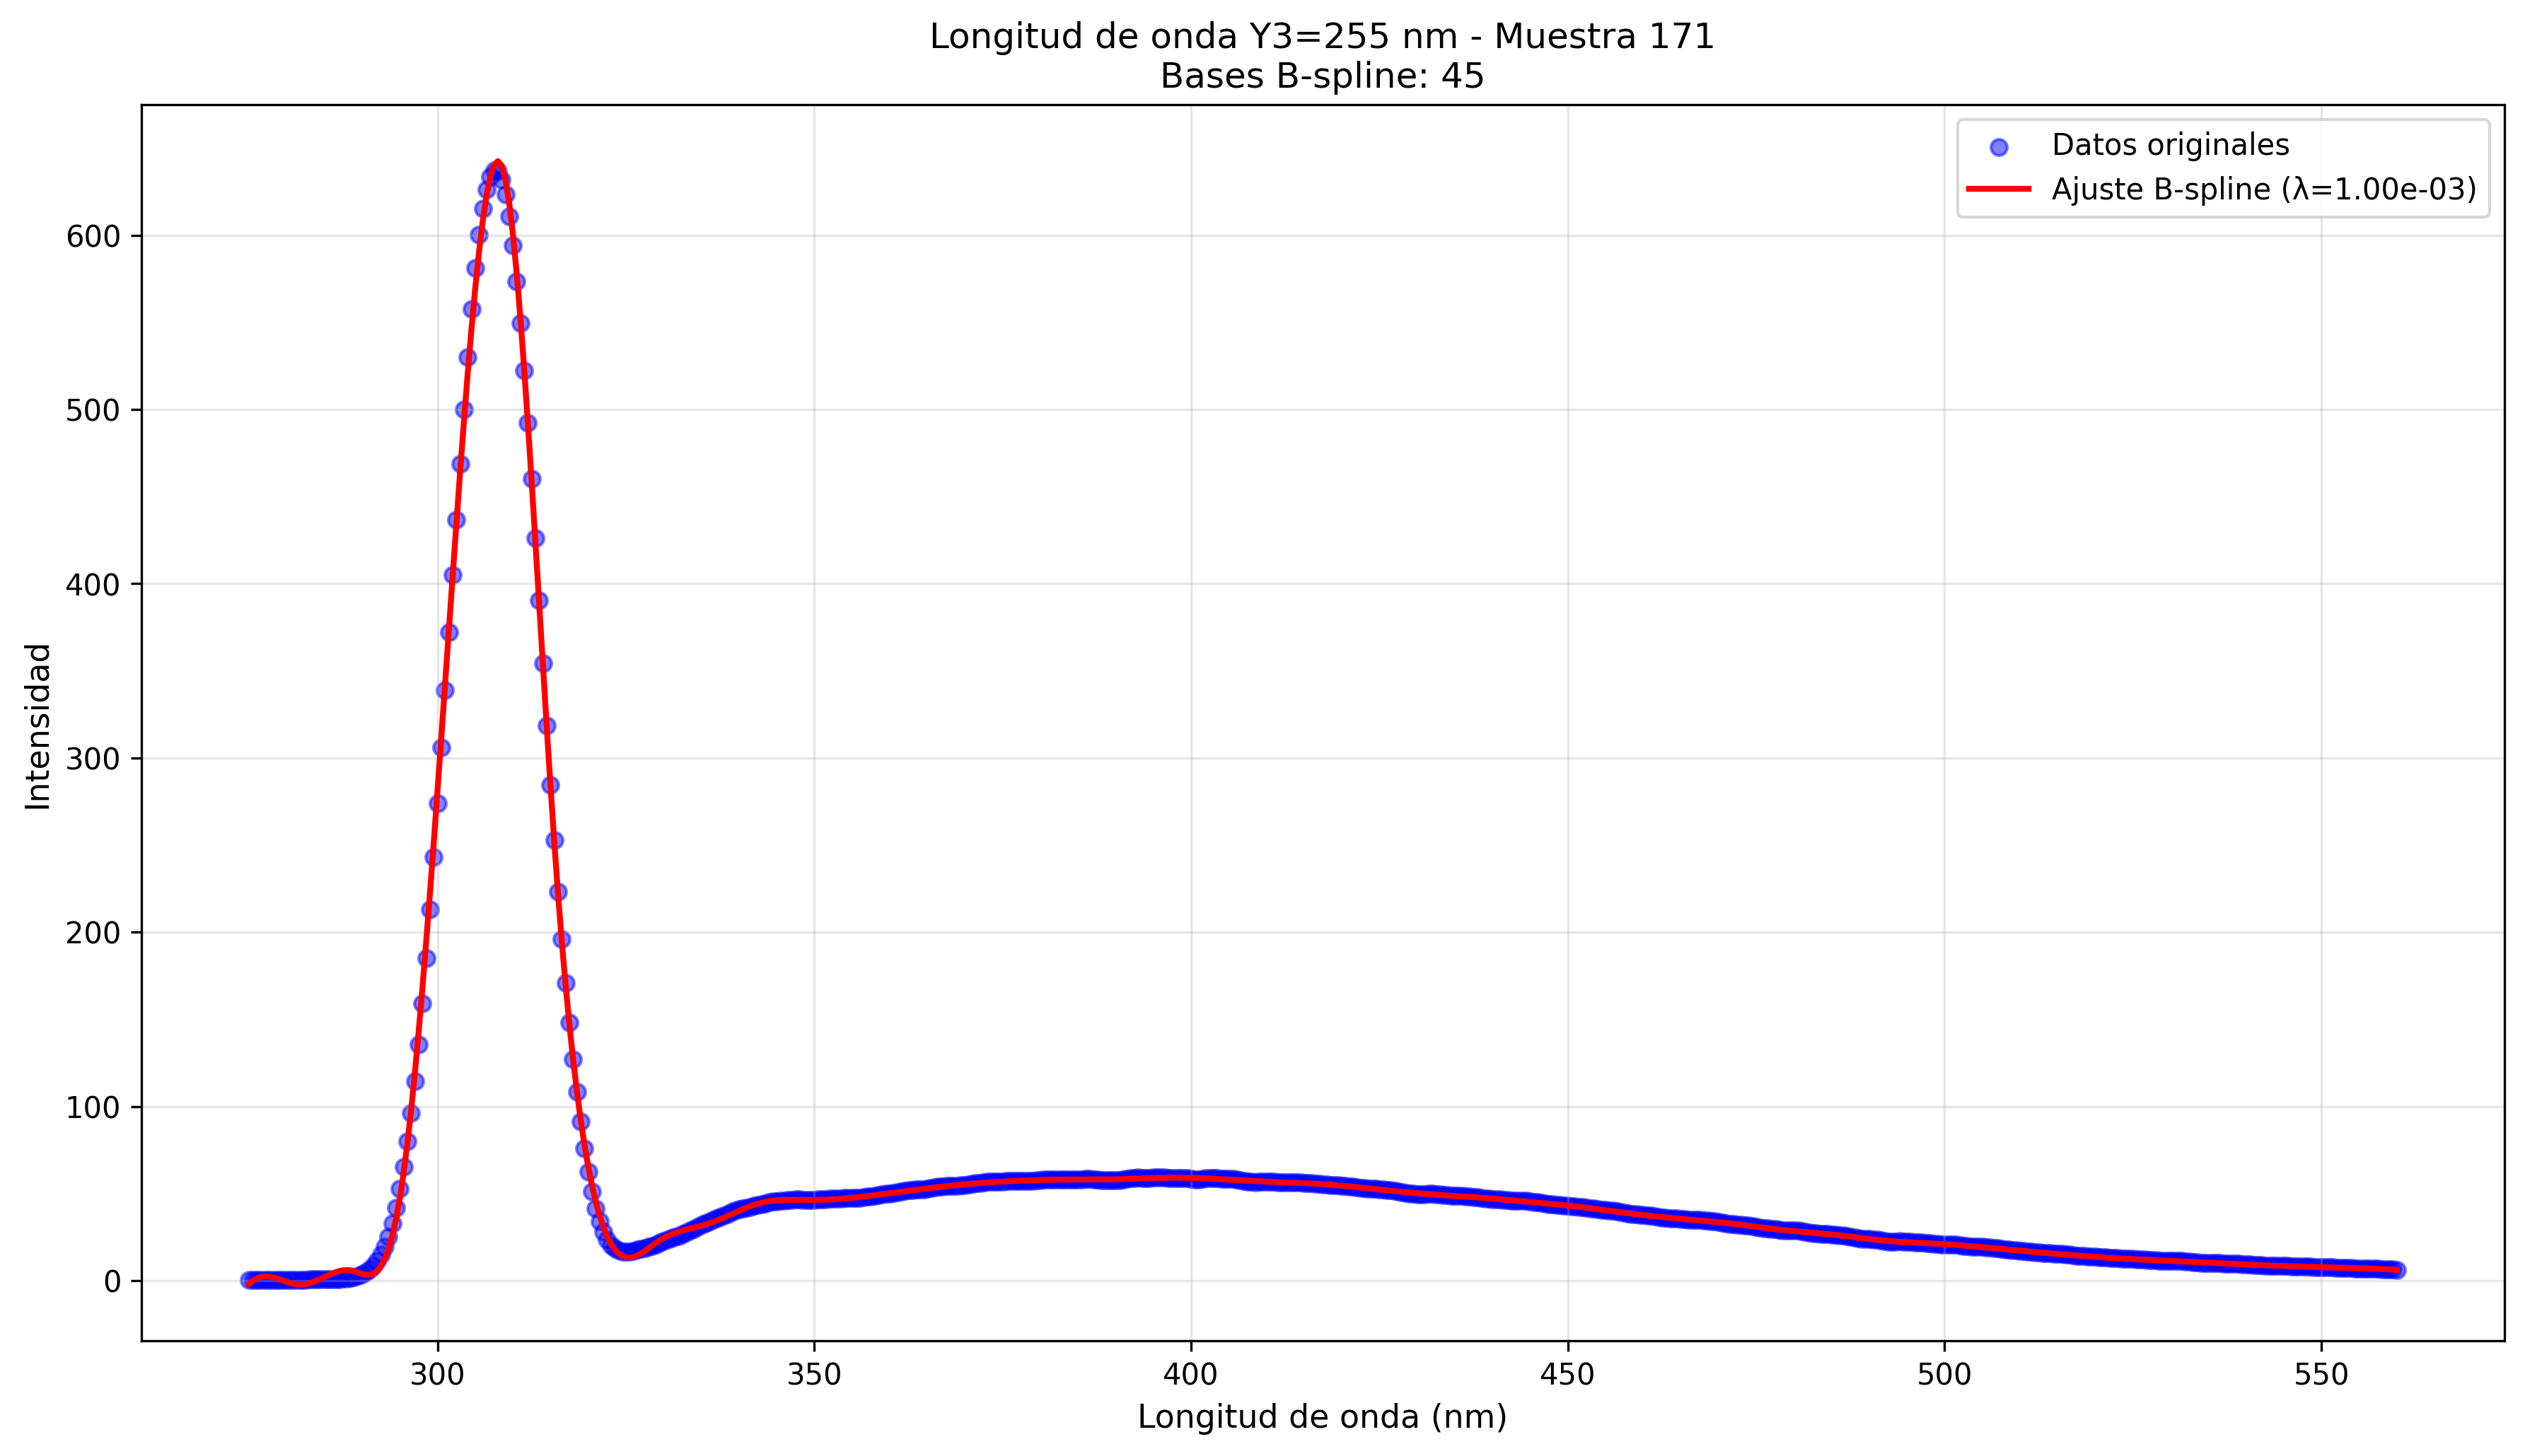 Longitud de onda Y3=255 nm - Muestra 171
Bases B-spline: 45
Datos originales
Ajuste B-spline (λ=1.00e-03)
Intensidad
600
500
400
300
200
100
0
300 350 400 450 500 550
Longitud de onda (nm)